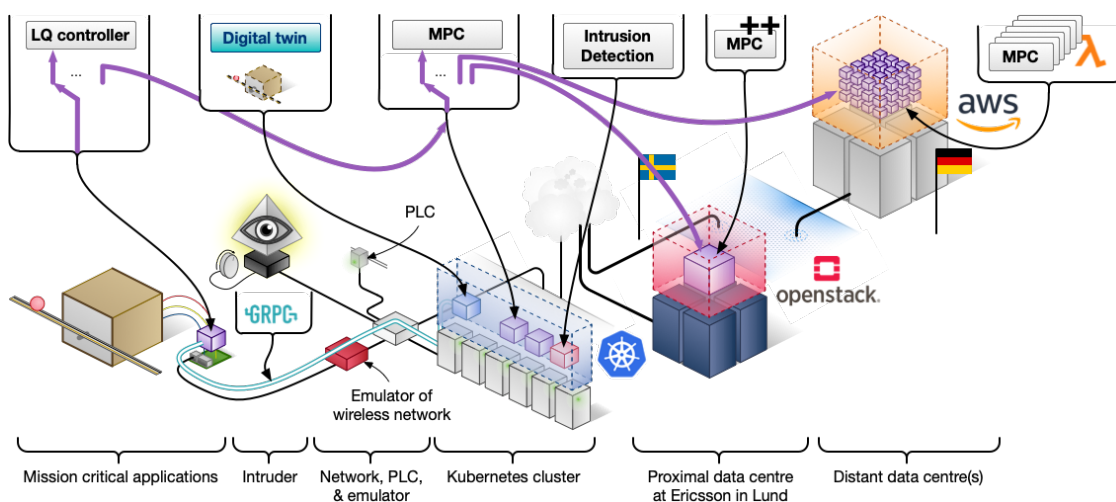 LQ controller
...
Digital twin
MPC
...
Intrusion
Detection
++
MPC
MPC
λ
aws
PLC
GRPC
openstack.
Emulator of
wireless network
Mission critical applications
Intruder
Network, PLC,
& emulator
Kubernetes cluster
Proximal data centre
at Ericsson in Lund
Distant data centre(s)